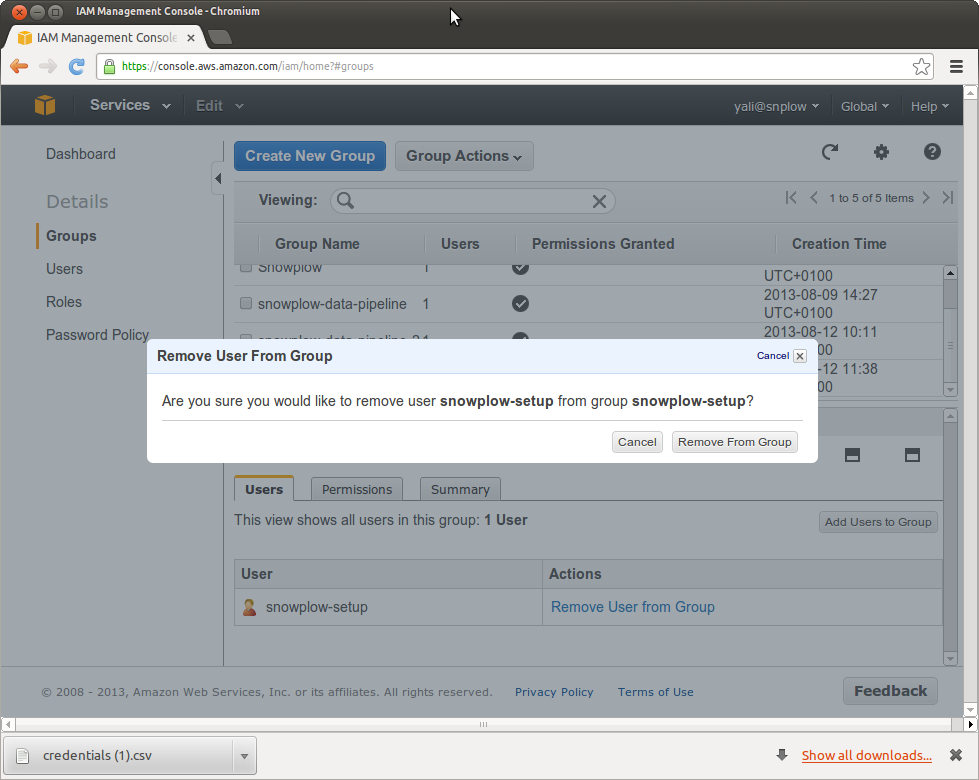 IAM Management Console - Chromium
IAM Management Console
https://console.aws.amazon.com/iam/home?#groups
Services Edit yali@snplow Global Help
Dashboard
Details
Groups
Users
Roles
Password Policy
Create New Group Group Actions
Viewing: 1 to 5 of 5 Items
Group Name Users Permissions Granted Creation Time
Snowplow 1 UTC+0100
snowplow-data-pipeline 1 2013-08-09 14:27
UTC+0100
2013-08-12 10:11
00
-12 11:38
00
Remove User From Group Cancel
Are you sure you would like to remove user snowplow-setup from group snowplow-setup?
Cancel Remove From Group
Users Permissions Summary
This view shows all users in this group: 1 User Add Users to Group
User Actions
snowplow-setup Remove User from Group
© 2008 - 2013, Amazon Web Services, Inc. or its affiliates. All rights reserved. Privacy Policy Terms of Use Feedback
credentials (1).csv Show all downloads...